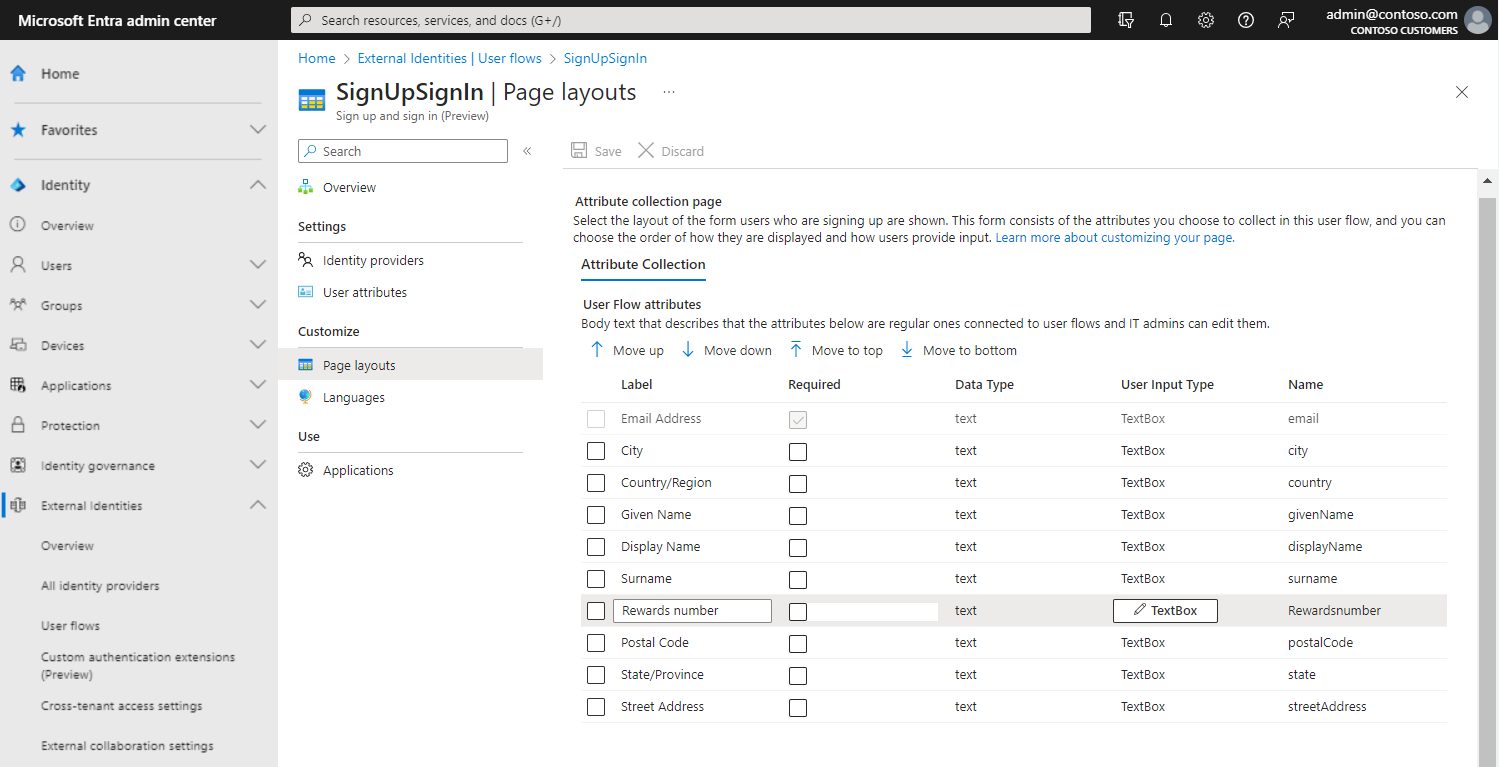 Microsoft Entra admin center
Search resources, services, and docs (G+/)
admin@contoso.com
CONTOSO CUSTOMERS
Home
Favorites
Identity
Overview
Users
Groups
Devices
Applications
Protection
Identity governance
External Identities
Overview
All identity providers
User flows
Custom authentication extensions
(Preview)
Cross-tenant access settings
External collaboration settings
Home > External Identities | User flows > SignUpSignIn
SignUpSignIn | Page layouts ...
Sign up and sign in (Preview)
Search «
Overview
Settings
Identity providers
User attributes
Customize
Page layouts
Languages
Use
Applications
Save Discard
Attribute collection page
Select the layout of the form users who are signing up are shown. This form consists of the attributes you choose to collect in this user flow, and you can
choose the order of how they are displayed and how users provide input. Learn more about customizing your page.
Attribute Collection
User Flow attributes
Body text that describes that the attributes below are regular ones connected to user flows and IT admins can edit them.
Move up Move down Move to top Move to bottom
Label Required Data Type User Input Type Name
Email Address text TextBox email
City text TextBox city
Country/Region text TextBox country
Given Name text TextBox givenName
Display Name text TextBox displayName
Surname text TextBox surname
Rewards number text TextBox Rewardsnumber
Postal Code text TextBox postalCode
State/Province text TextBox state
Street Address text TextBox streetAddress